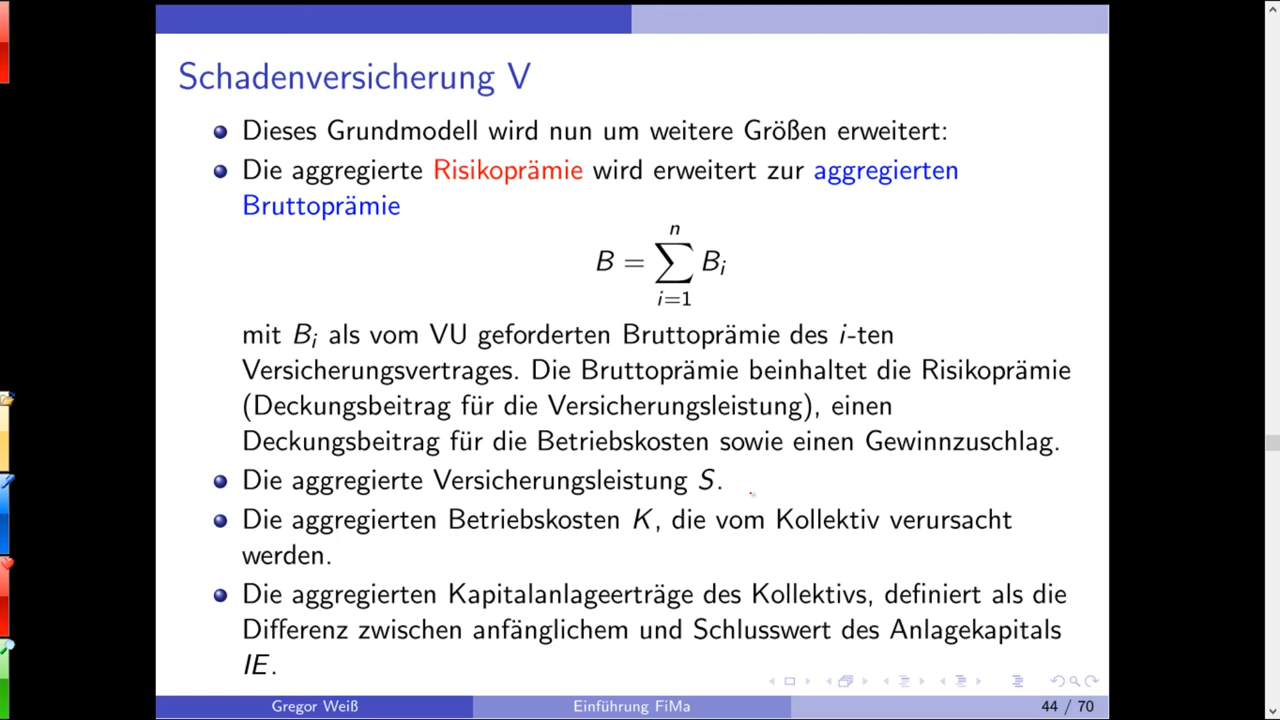 Schadenversicherung V
Dieses Grundmodell wird nun um weitere Größen erweitert:
Die aggregierte Risikoprämie wird erweitert zur aggregierten
Bruttoprämie
n
B = ∑ Bi
i=1
mit Bi als vom VU geforderten Bruttoprämie des i-ten
Versicherungsvertrages. Die Bruttoprämie beinhaltet die Risikoprämie
(Deckungsbeitrag für die Versicherungsleistung), einen
Deckungsbeitrag für die Betriebskosten sowie einen Gewinnzuschlag.
Die aggregierte Versicherungsleistung S.
Die aggregierten Betriebskosten K, die vom Kollektiv verursacht
werden.
Die aggregierten Kapitalanlageerträge des Kollektivs, definiert als die
Differenz zwischen anfänglichem und Schlusswert des Anlagekapitals
IE.
Gregor Weiß Einführung FiMa 44 / 70